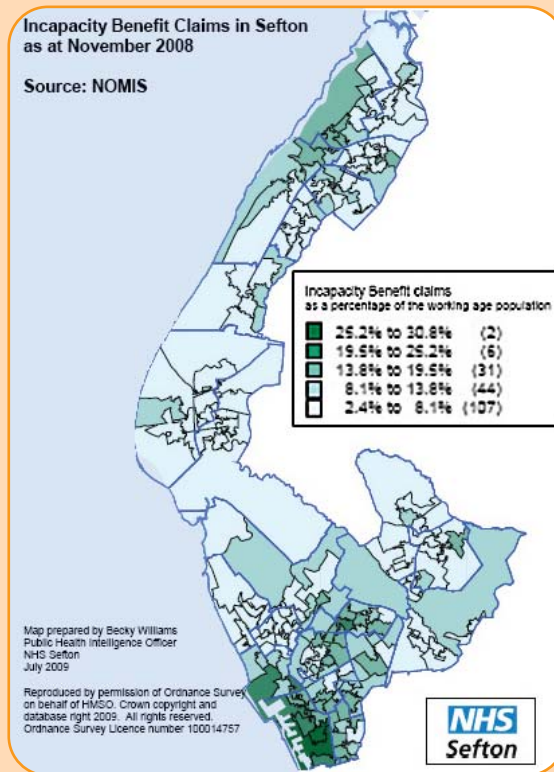 Incapacity Benefit Claims in Sefton
as at November 2008
Source: NOMIS
Incapacity Benefit claims
as a percentage of the working age population
25.2% to 30.8% (2)
19.5% to 25.2% (6)
13.8% to 19.5% (31)
8.1% to 13.8% (44)
2.4% to 8.1% (107)
Map prepared by Becky Williams
Public Health Intelligence Officer
NHS Sefton
July 2009
Reproduced by permission of Ordnance Survey
on behalf of HMSO. Crown copyright and
database right 2009. All rights reserved.
Ordnance Survey Licence number 100014757
NHS
Sefton